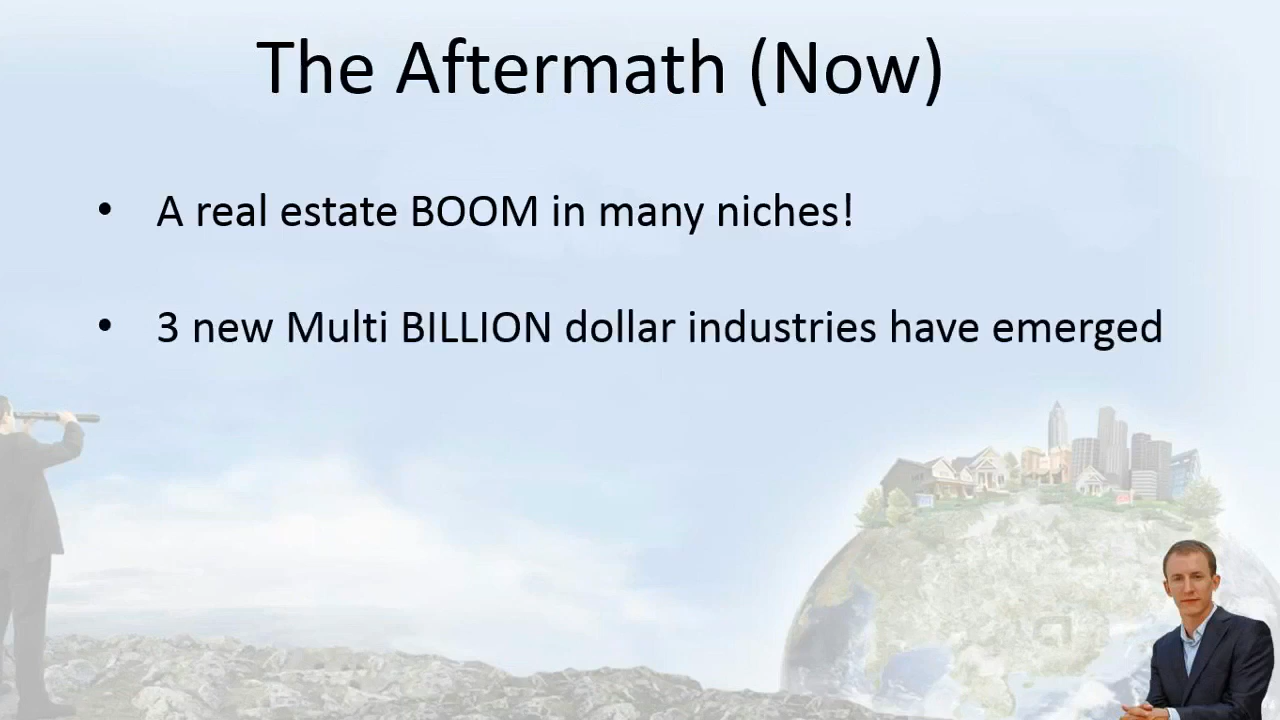 The Aftermath (Now)
• A real estate BOOM in many niches!
• 3 new Multi BILLION dollar industries have emerged